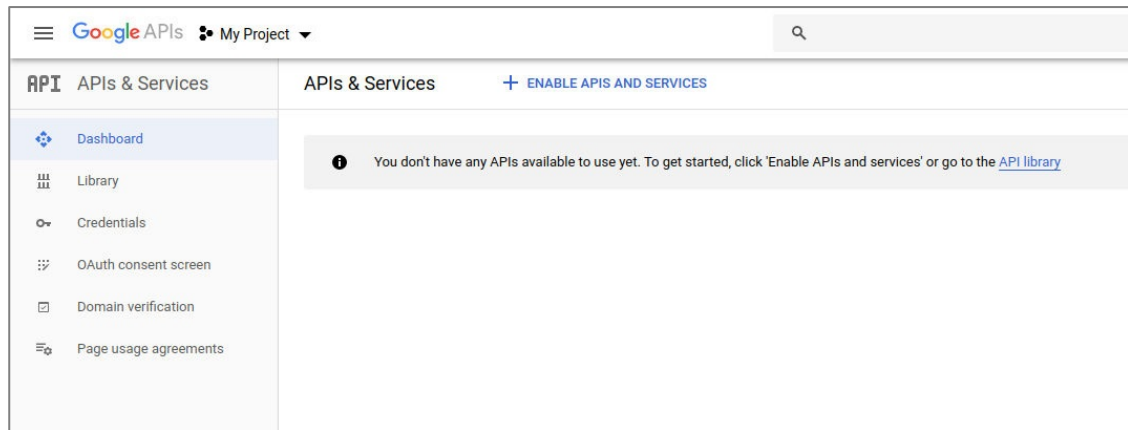 Google APIs My Project
API APIs & Services
APIs & Services + ENABLE APIS AND SERVICES
Dashboard
You don't have any APIs available to use yet. To get started, click 'Enable APIs and services' or go to the API library
Library
Credentials
OAuth consent screen
Domain verification
Page usage agreements